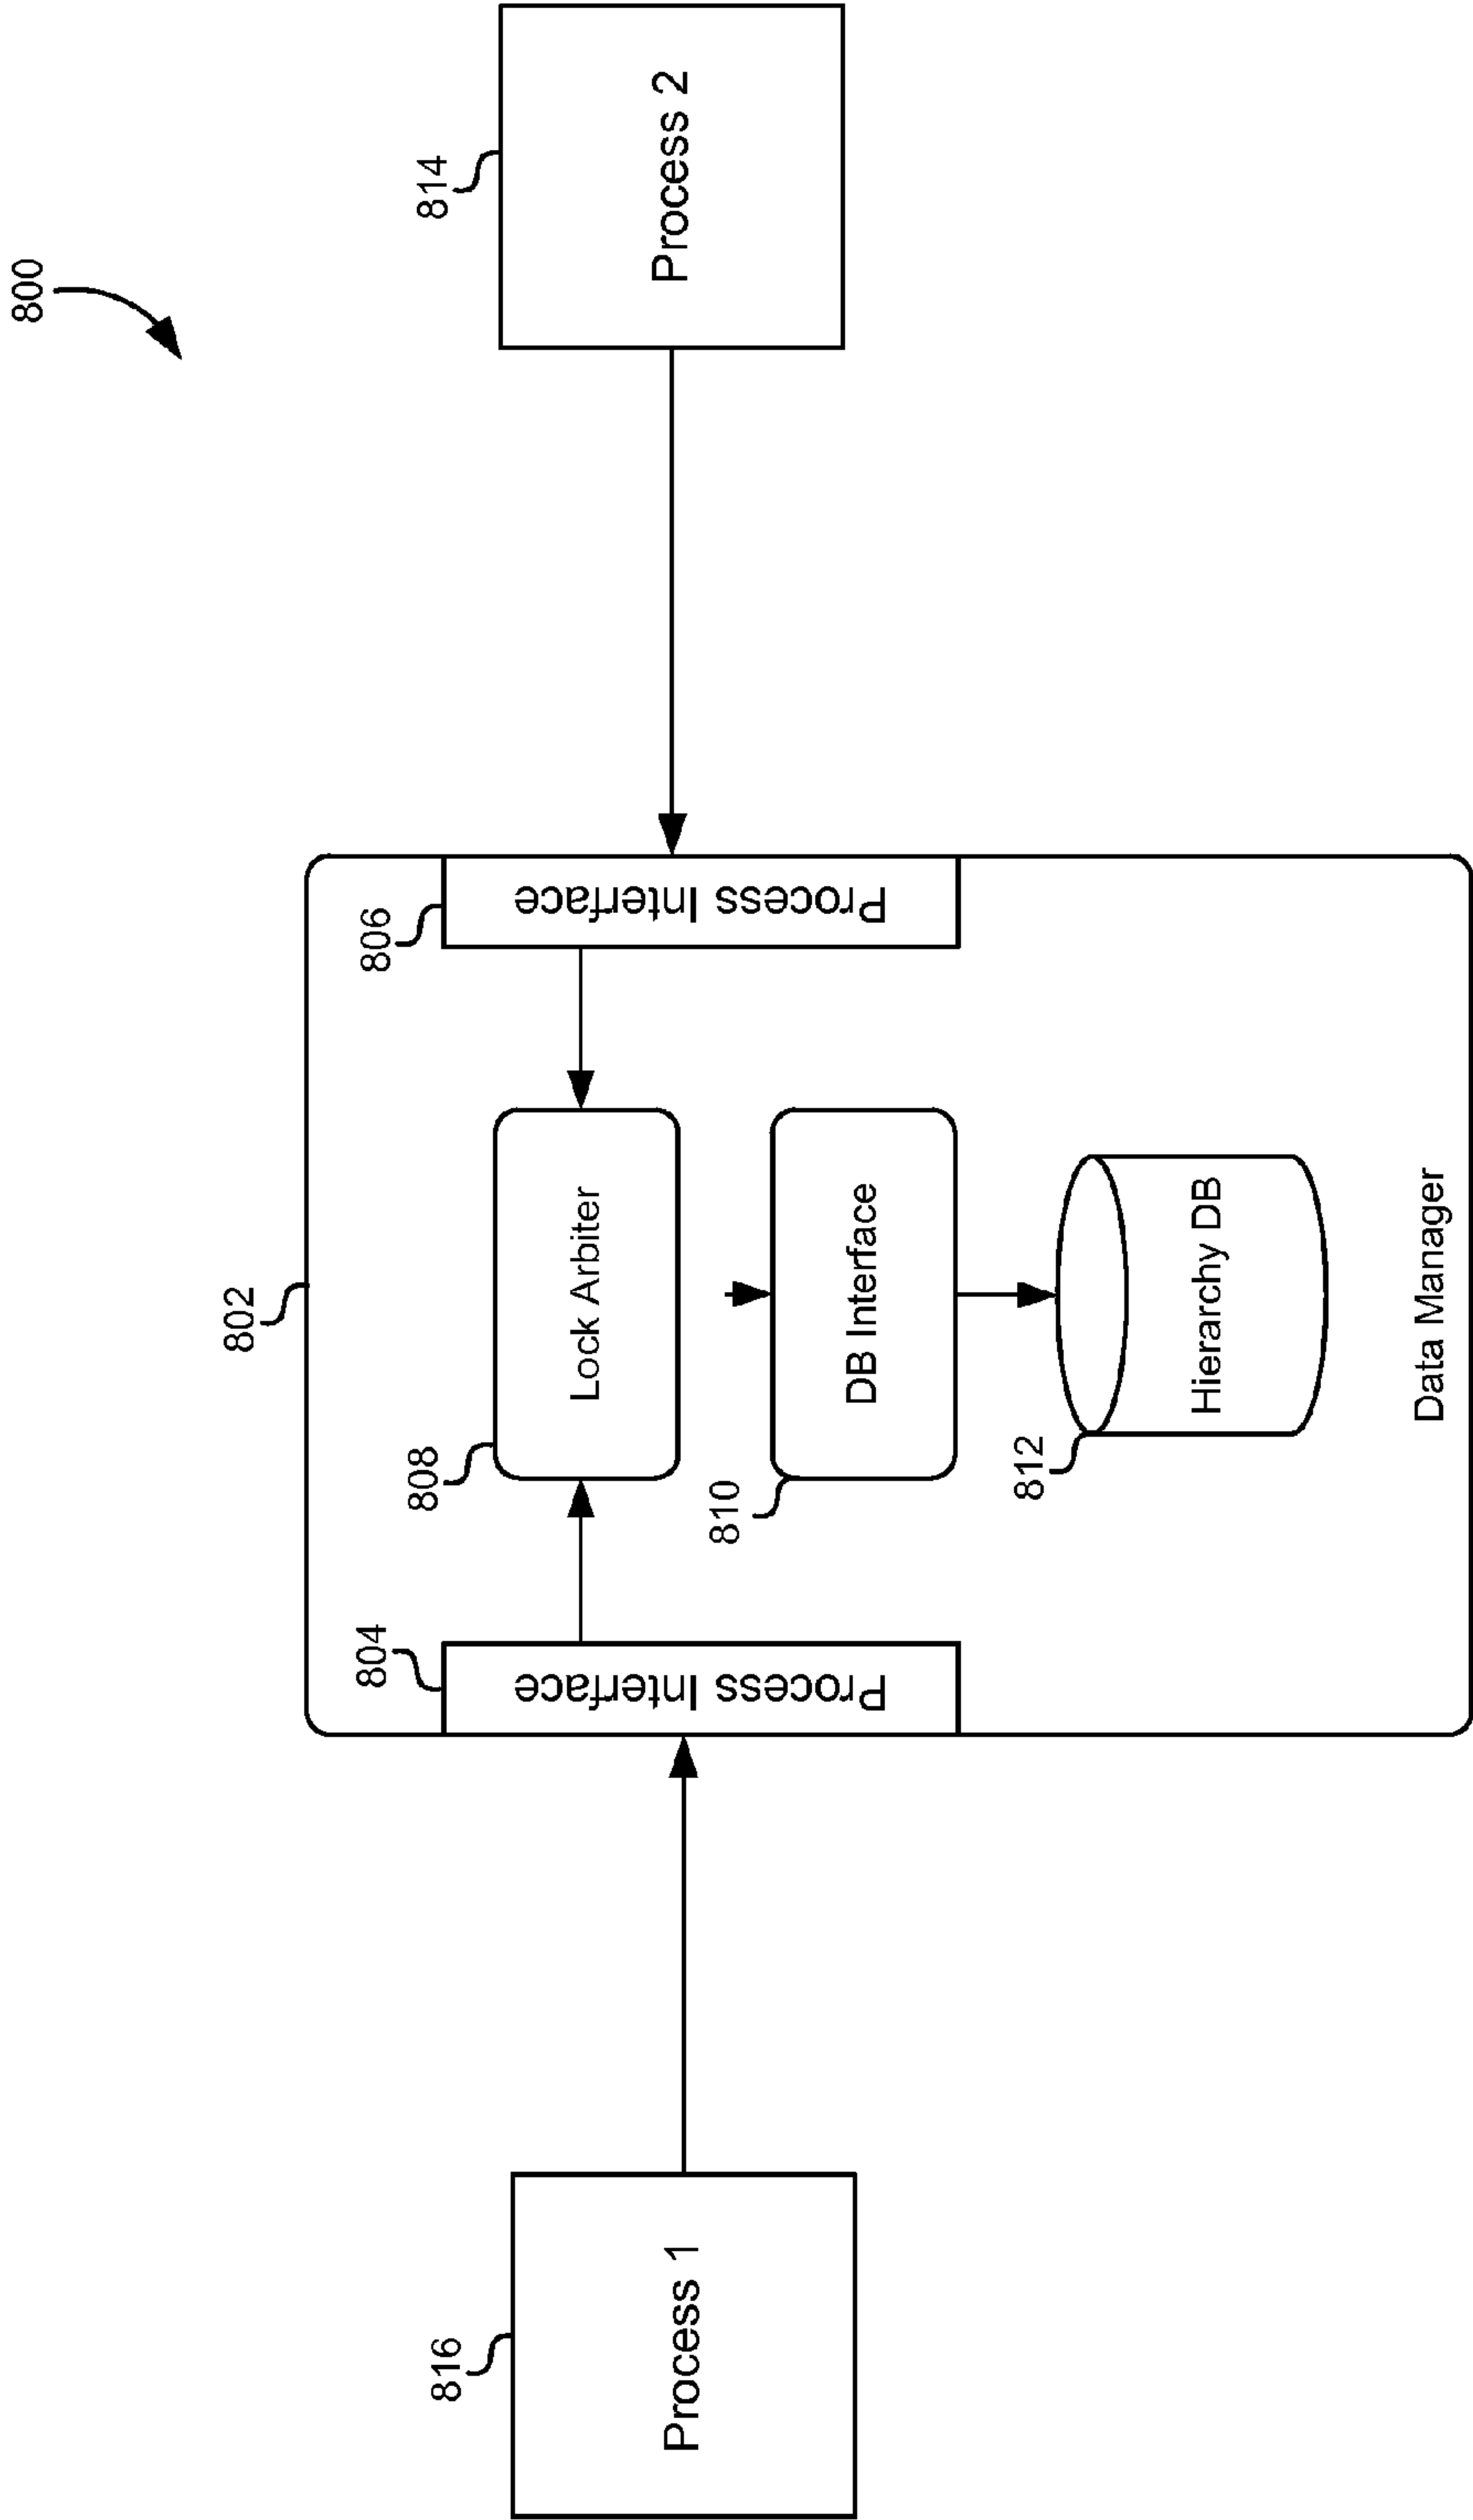 800
802
816
Process 1
804
Process Interface
808
Lock Arbiter
806
Process Interface
814
Process 2
810
DB Interface
812
Hierarchy DB
Data Manager